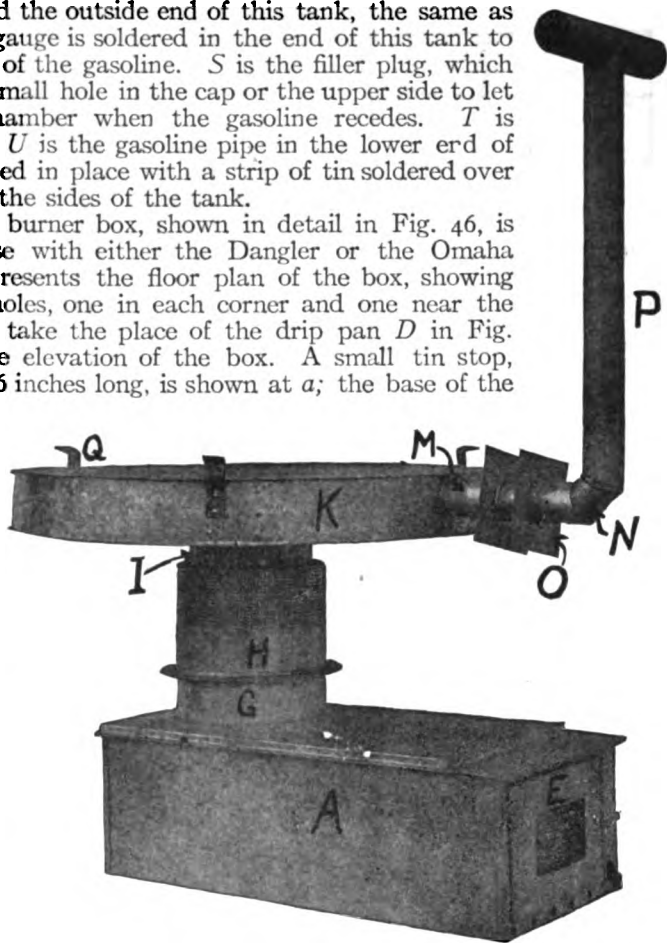 d the outside end of this tank, the same as
gauge is soldered in the end of this tank to
of the gasoline. S is the filler plug, which
mall hole in the cap or the upper side to let
hamber when the gasoline recedes. T is
U is the gasoline pipe in the lower erd of
ed in place with a strip of tin soldered over
the sides of the tank.
burner box, shown in detail in Fig. 46, is
e with either the Dangler or the Omaha
resents the floor plan of the box, showing
oles, one in each corner and one near the
take the place of the drip pan D in Fig.
e elevation of the box. A small tin stop,
6 inches long, is shown at a; the base of the
P
Q
M
K
N
I
O
H
G
E
A